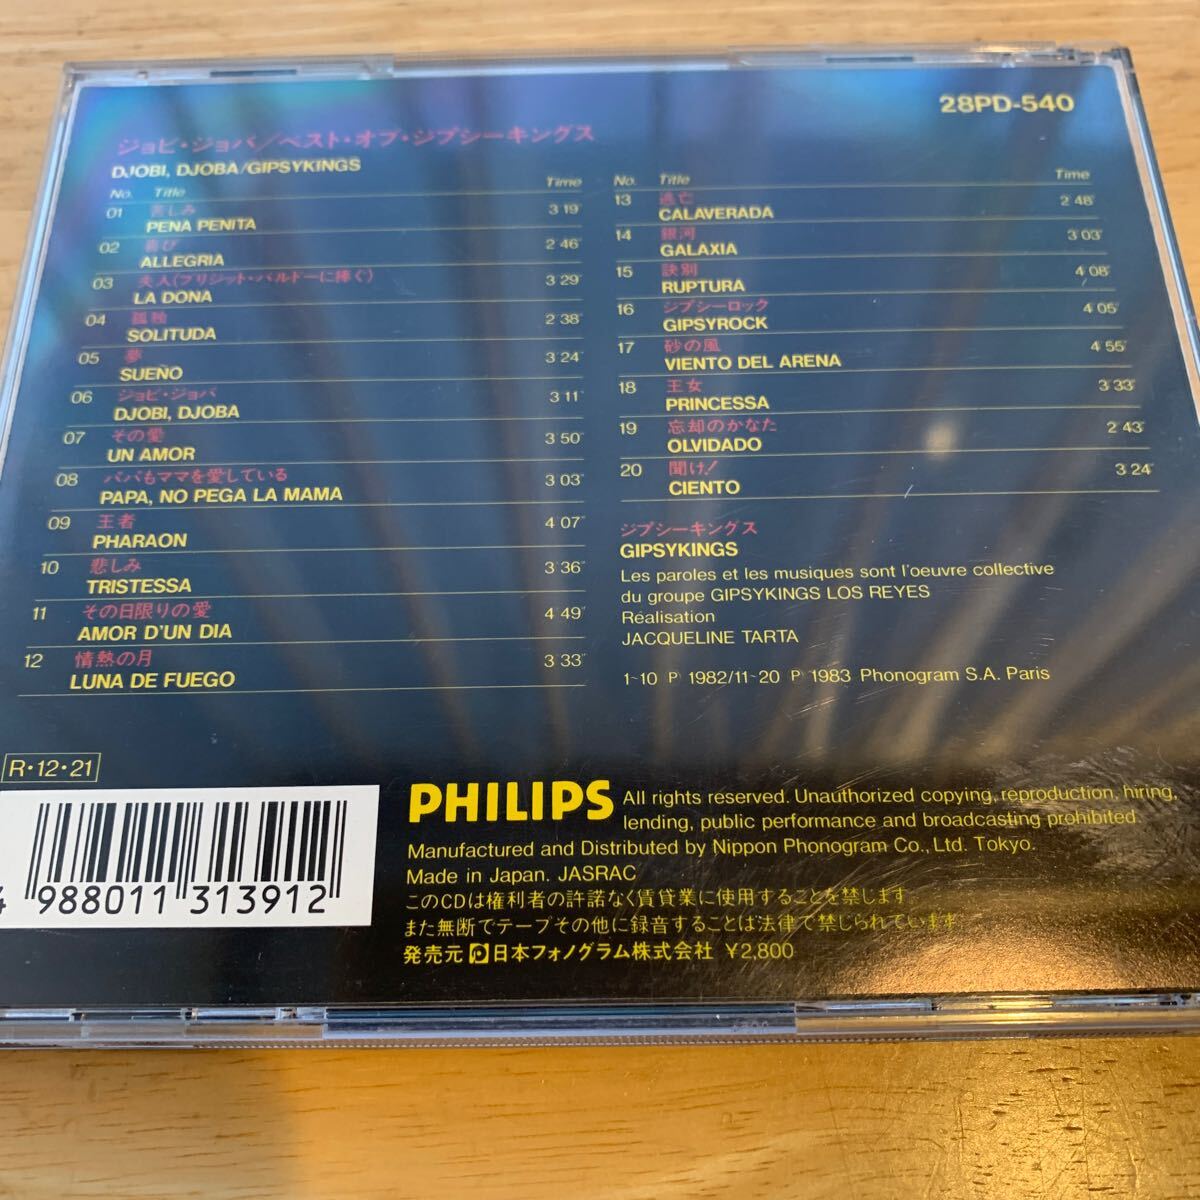 28PD-540
ジョビ・ジョバ/ベスト・オブ・ジプシーキングス
DJOBI, DJOBA/GIPSYKINGS
No. Title Time
01 苦しみ
PENA PENITA 3'19"
02 喜び
ALLEGRIA 2'46"
03 夫人(ブリジット・バルドーに捧ぐ)
LA DONA 3'29"
04 孤独
SOLITUDA 2'38"
05 夢
SUEÑO 3'24"
06 ジョビ・ジョバ
DJOBI, DJOBA 3'11"
07 その愛
UN AMOR 3'50"
08 パパもママを愛している
PAPA, NO PEGA LA MAMA 3'03"
09 王者
PHARAON 4'07"
10 悲しみ
TRISTESSA 3'36"
11 その日限りの愛
AMOR D'UN DIA 4'49"
12 情熱の月
LUNA DE FUEGO 3'33"
No. Title Time
13 逃亡
CALAVERADA 2'48"
14 銀河
GALAXIA 3'03"
15 訣別
RUPTURA 4'08"
16 ジプシーロック
GIPSYROCK 4'05"
17 砂の風
VIENTO DEL ARENA 4'55"
18 王女
PRINCESSA 3'33"
19 忘却のかなた
OLVIDADO 2'43"
20 聞け!
CIENTO 3'24"
ジプシーキングス
GIPSYKINGS
Les paroles et les musiques sont l'oeuvre collective
du groupe GIPSYKINGS LOS REYES
Réalisation
JACQUELINE TARTA
1~10 Ⓟ 1982/11~20 Ⓟ 1983 Phonogram S.A. Paris
R・12・21
4 988011 313912
PHILIPS
All rights reserved. Unauthorized copying, reproduction, hiring,
lending, public performance and broadcasting prohibited.
Manufactured and Distributed by Nippon Phonogram Co., Ltd. Tokyo.
Made in Japan. JASRAC
このCDは権利者の許諾なく賃貸業に使用することを禁じます。
また無断でテープその他に録音することは法律で禁じられています。
発売元 日本フォノグラム株式会社 ¥2,800